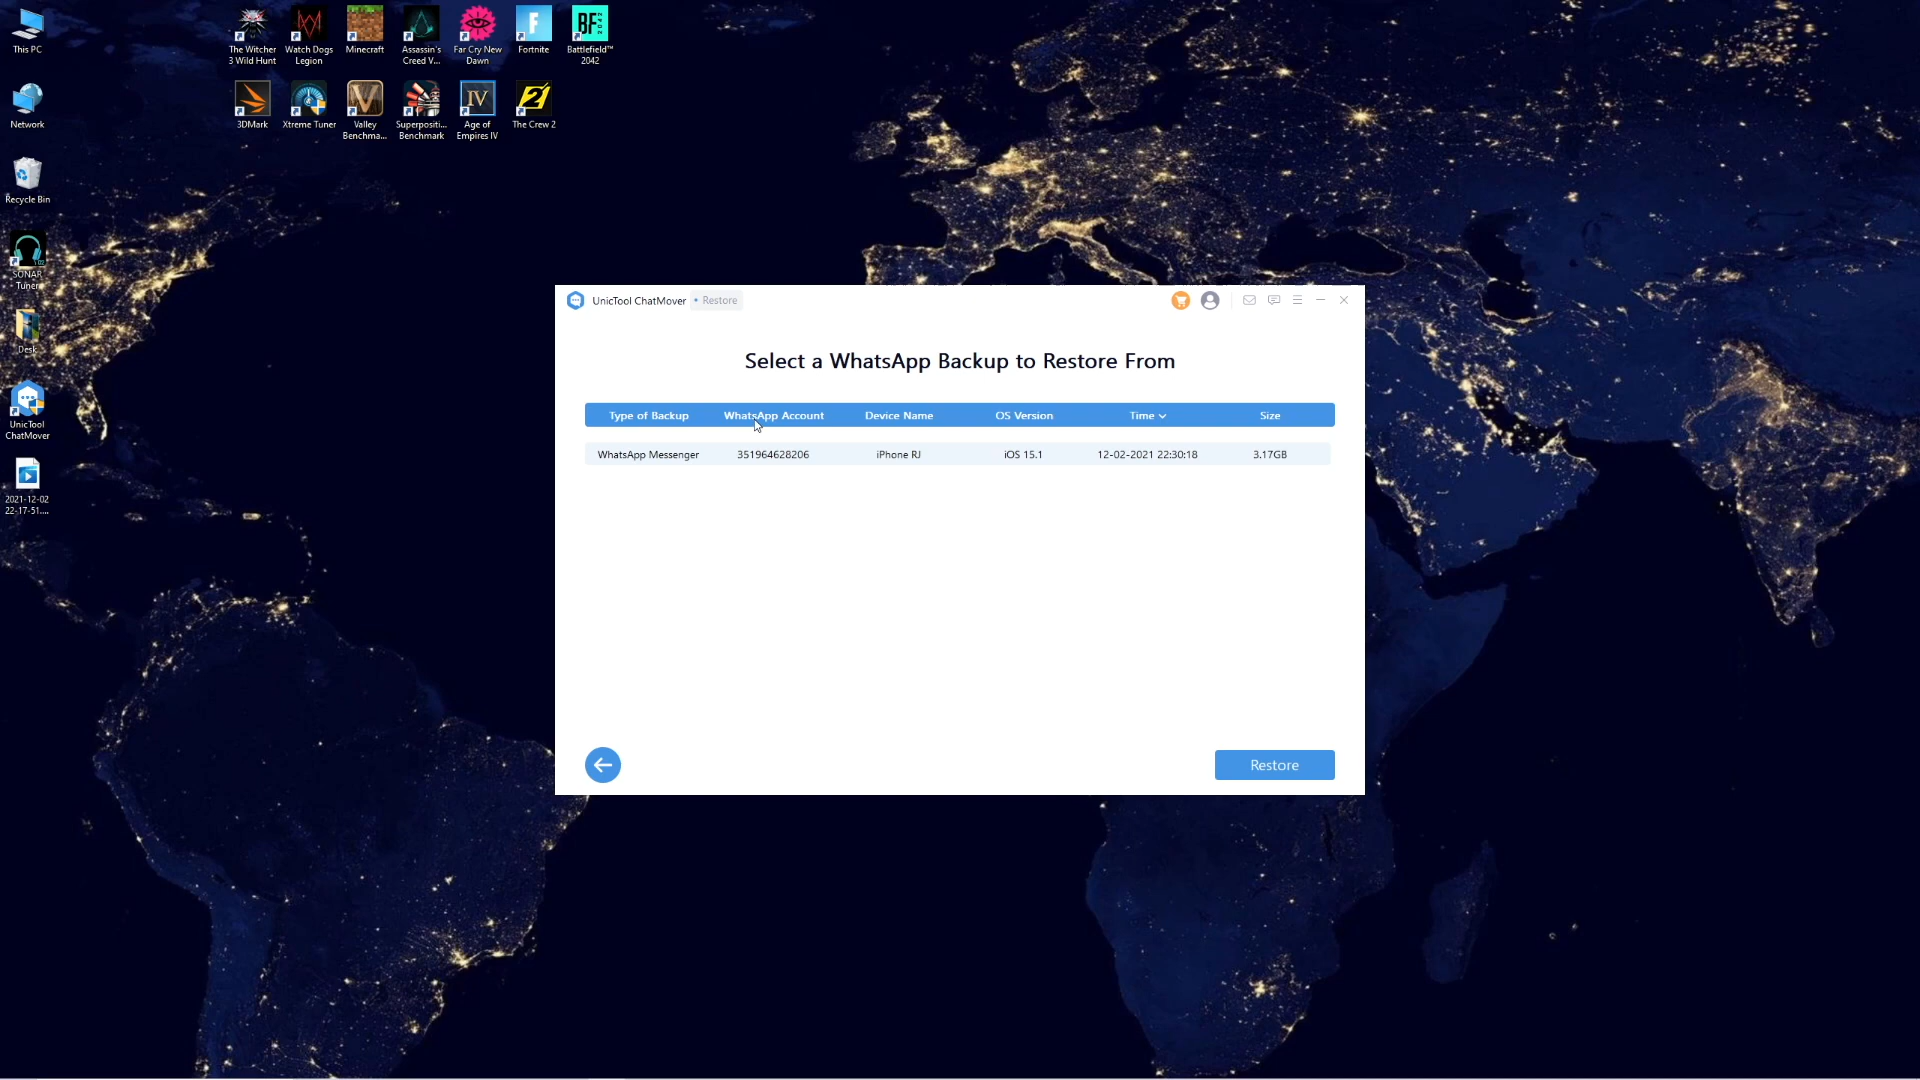 This PC
Network
Recycle Bin
SONAR
Tuner
Desk
UnicTool
ChatMover
2021-12-02
22-17-51....
The Witcher
3 Wild Hunt
Watch Dogs
Legion
Minecraft
Assassin's
Creed V...
Far Cry New
Dawn
Fortnite
BF 2042
Battlefield™
2042
3DMark
Xtreme Tuner
Valley
Benchma...
Superpositi...
Benchmark
IV
Age of
Empires IV
The Crew 2
UnicTool ChatMover • Restore
Select a WhatsApp Backup to Restore From
Type of Backup WhatsApp Account Device Name OS Version Time Size
WhatsApp Messenger 351964628206 iPhone RJ iOS 15.1 12-02-2021 22:30:18 3.17GB
Restore